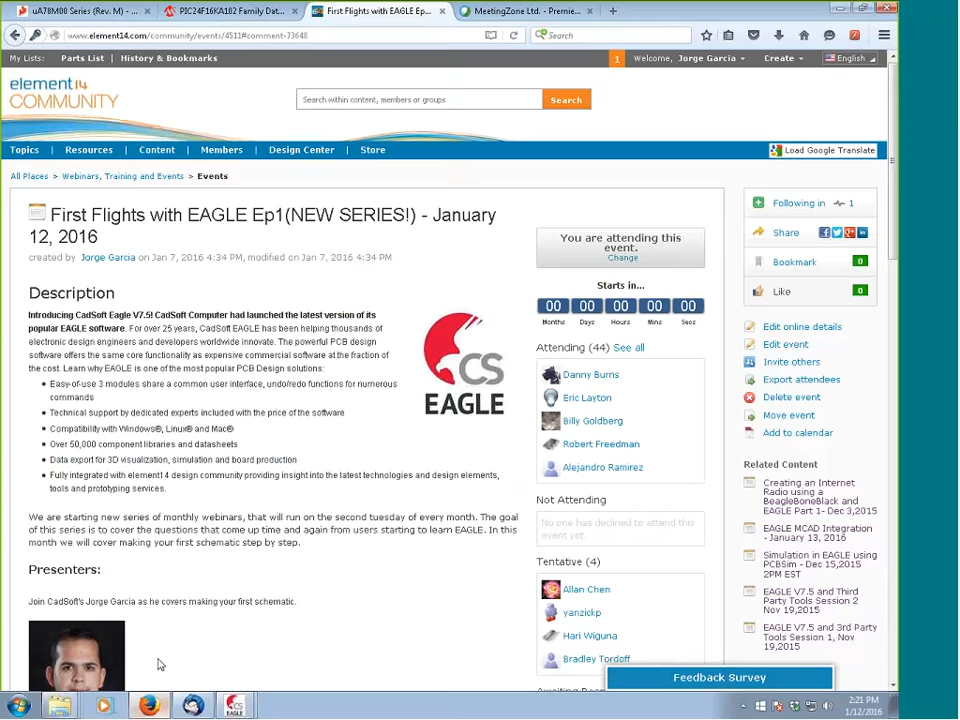 uA78M00 (Rev. M) - ...
PIC24F16KA102 Family Dat...
First Flights with EAGLE Ep...
MeetingZone Ltd. - Premie...
www.element14.com/community/events/4511#comment-73648
Search
My Lists: Parts List | History & Bookmarks
1 Welcome, Jorge Garcia Create English
element14
COMMUNITY
Search within content, members or groups
Search
Topics | Resources | Content | Members | Design Center | Store
Load Google Translate
All Places > Webinars, Training and Events > Events
First Flights with EAGLE Ep1(NEW SERIES!) - January
12, 2016
created by Jorge Garcia on Jan 7, 2016 4:34 PM, modified on Jan 7, 2016 4:34 PM
Description
Introducing CadSoft Eagle V7.5! CadSoft Computer had launched the latest version of its
popular EAGLE software. For over 25 years, CadSoft EAGLE has been helping thousands of
electronic design engineers and developers worldwide innovate. The powerful PCB design
software offers the same core functionality as expensive commercial software at the fraction of
the cost. Learn why EAGLE is one of the most popular PCB Design solutions:
Easy-of-use 3 modules share a common user interface, undo/redo functions for numerous
commands
Technical support by dedicated experts included with the price of the software
Compatibility with Windows®, Linux® and Mac®
Over 50,000 component libraries and datasheets
Data export for 3D visualization, simulation and board production
Fully integrated with element14 design community providing insight into the latest technologies and design elements,
tools and prototyping services.
CS
EAGLE
We are starting new series of monthly webinars, that will run on the second tuesday of every month. The goal
of this series is to cover the questions that come up time and again from users starting to learn EAGLE. In this
month we will cover making your first schematic step by step.
Presenters:
Join CadSoft's Jorge Garcia as he covers making your first schematic.
You are attending this
event.
Change
Starts in...
00 00 00 00 00
Months Days Hours Mins Secs
Attending (44) See all
Danny Burns
Eric Layton
Billy Goldberg
Robert Freedman
Alejandro Ramirez
Not Attending
No one has declined to attend this
event yet.
Tentative (4)
Allan Chen
yanzickp
Hari Wiguna
Bradley Tordoff
Following in 1
Share
Bookmark 0
Like 0
Edit online details
Edit event
Invite others
Export attendees
Delete event
Move event
Add to calendar
Related Content
Creating an Internet
Radio using a
BeagleBoneBlack and
EAGLE Part 1- Dec 3,2015
EAGLE MCAD Integration
- January 13, 2016
Simulation in EAGLE using
PCBSim - Dec 15,2015
2PM EST
EAGLE V7.5 and Third
Party Tools Session 2
Nov 19,2015
EAGLE V7.5 and 3rd Party
Tools Session 1, Nov
19,2015
Feedback Survey
EAGLE
2:21 PM
1/12/2016